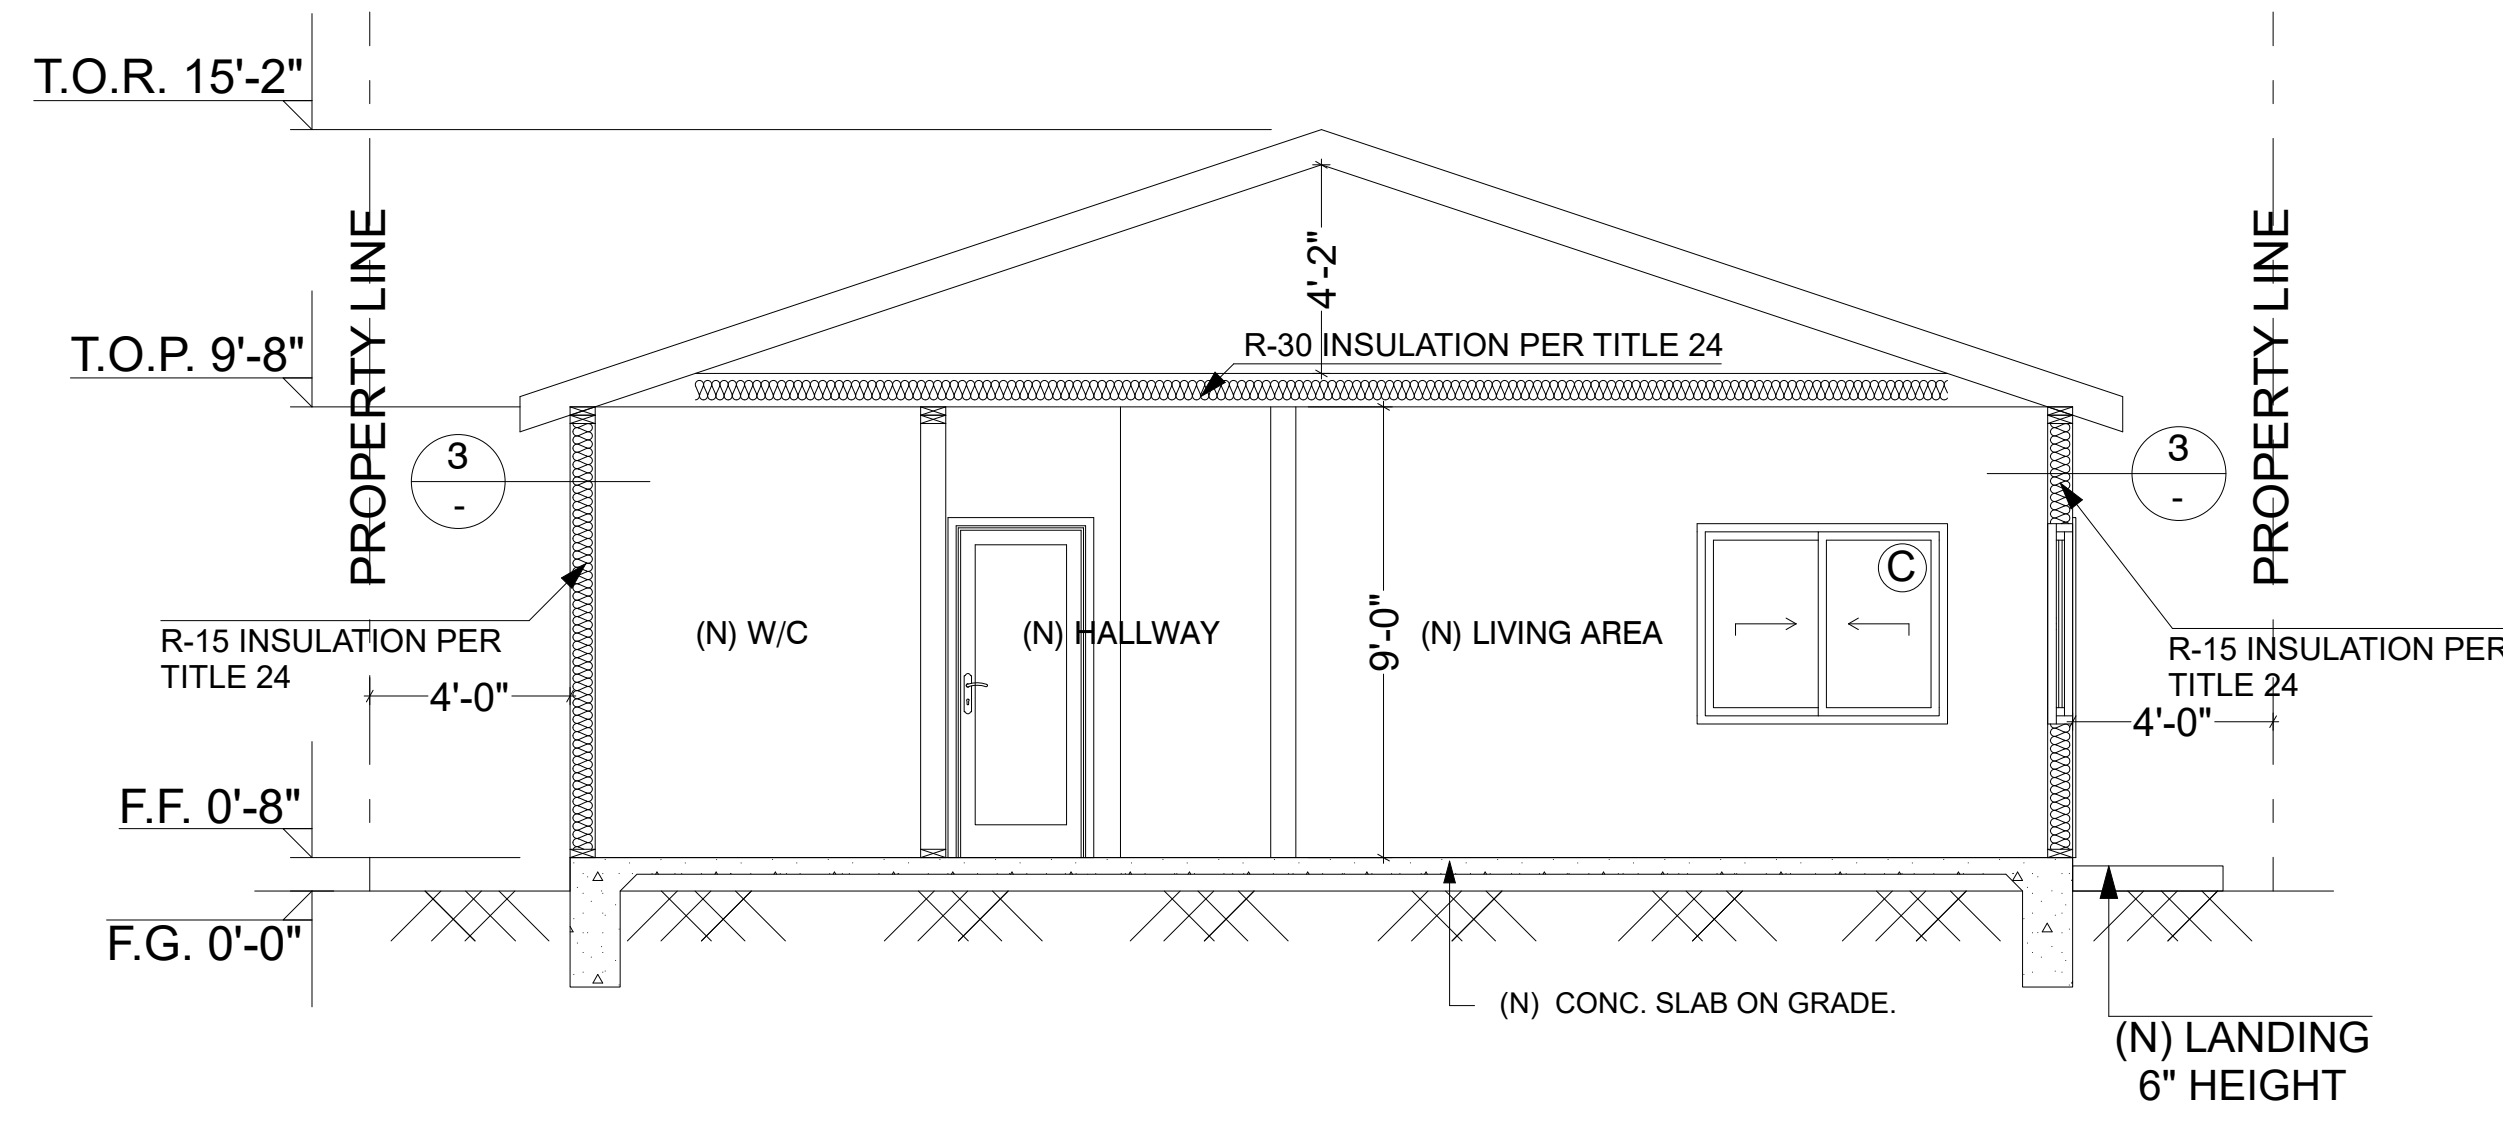 T.O.R. 15'-2"
PROPERTY LINE
PROPERTY LINE
4'-2"
R-30 INSULATION PER TITLE 24
T.O.P. 9'-8"
3
-
3
-
C
(N) W/C
(N) HALLWAY
9'-0"
(N) LIVING AREA
R-15 INSULATION PER
TITLE 24
R-15 INSULATION PER
TITLE 24
4'-0"
4'-0"
F.F. 0'-8"
F.G. 0'-0"
(N) CONC. SLAB ON GRADE.
(N) LANDING
6" HEIGHT